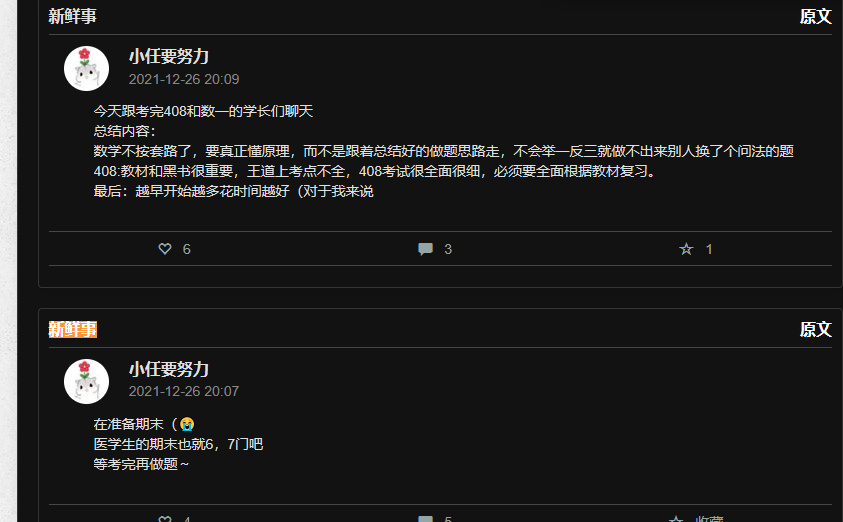 新鲜事 原文
小任要努力
2021-12-26 20:09
今天跟考完408和数一的学长们聊天
总结内容：
数学不按套路了，要真正懂原理，而不是跟着总结好的做题思路走，不会举一反三就做不出来别人换了个问法的题
408:教材和黑书很重要，王道上考点不全，408考试很全面很细，必须要全面根据教材复习。
最后：越早开始越多花时间越好（对于我来说
6 3 1
新鲜事 原文
小任要努力
2021-12-26 20:07
在准备期末（😭
医学生的期末也就6，7门吧
等考完再做题～
4 5 收藏